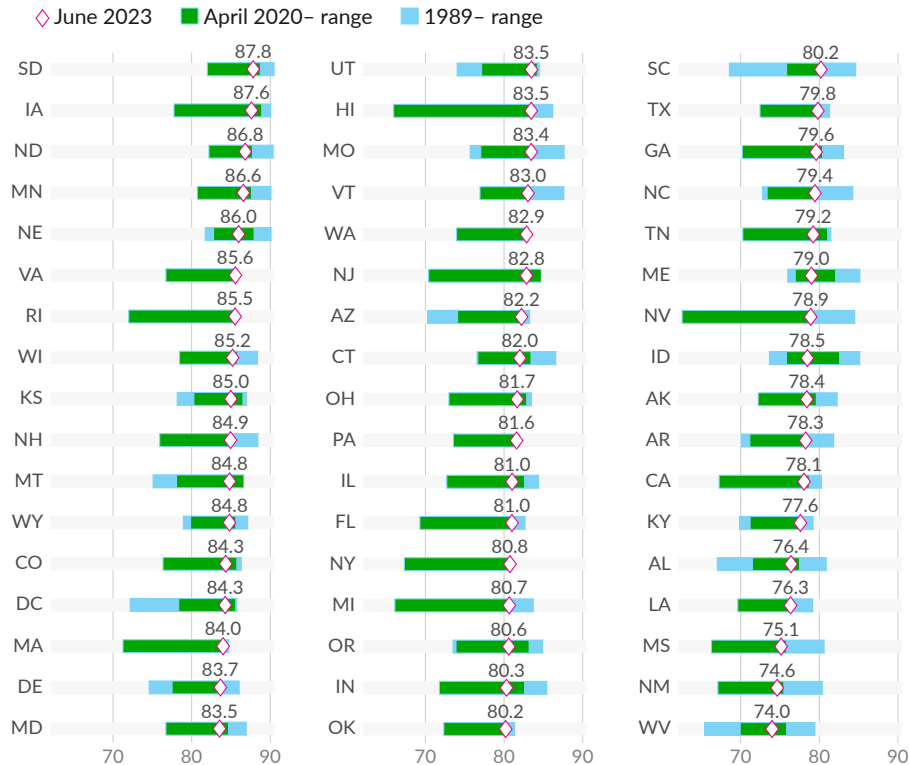 June 2023 April 2020– range 1989– range
87.8 83.5 80.2
SD UT SC
87.6 83.5 79.8
IA HI TX
86.8 83.4 79.6
ND MO GA
86.6 83.0 79.4
MN VT NC
86.0 82.9 79.2
NE WA TN
85.6 82.8 79.0
VA NJ ME
85.5 82.2 78.9
RI AZ NV
85.2 82.0 78.5
WI CT ID
85.0 81.7 78.4
KS OH AK
84.9 81.6 78.3
NH PA AR
84.8 81.0 78.1
MT IL CA
84.8 81.0 77.6
WY FL KY
84.3 80.8 76.4
CO NY AL
84.3 80.7 76.3
DC MI LA
84.0 80.6 75.1
MA OR MS
83.7 80.3 74.6
DE IN NM
83.5 80.2 74.0
MD OK WV
70 80 90 70 80 90 70 80 90